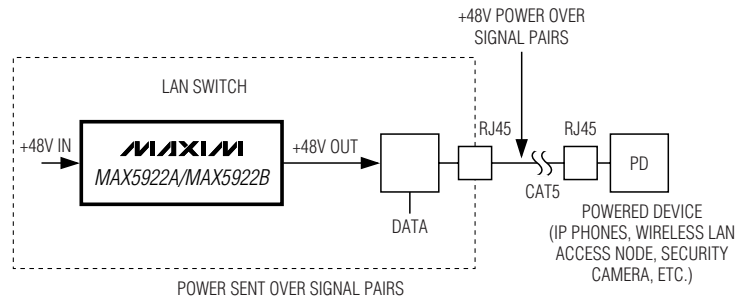 +48V POWER OVER
SIGNAL PAIRS
LAN SWITCH
+48V IN
MAXIM
MAX5922A/MAX5922B
+48V OUT
DATA
RJ45
CAT5
RJ45
PD
POWERED DEVICE
(IP PHONES, WIRELESS LAN
ACCESS NODE, SECURITY
CAMERA, ETC.)
POWER SENT OVER SIGNAL PAIRS